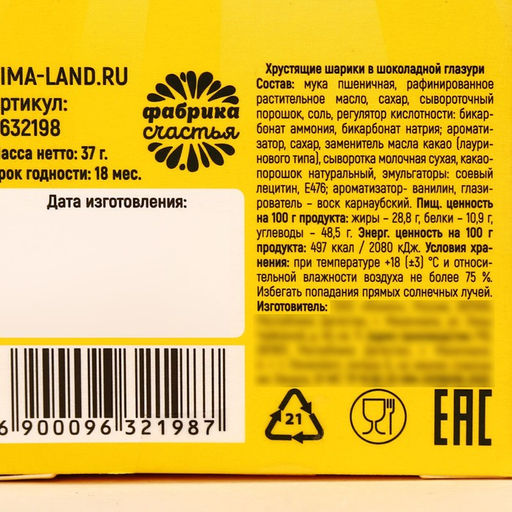 IMA-LAND.RU
ртикул:
632198
асса нетто: 37 г.
рок годности: 18 мес.
фабрика
счастья
Дата изготовления:
Хрустящие шарики в шоколадной глазури
Состав: мука пшеничная, рафинированное
растительное масло, сахар, сывороточный
порошок, соль, регулятор кислотности: бикар-
бонат аммония, бикарбонат натрия; аромати-
затор, сахар, заменитель масла какао (лаури-
нового типа), сыворотка молочная сухая, какао-
порошок натуральный, эмульгаторы: соевый
лецитин, E476; ароматизатор- ванилин, глази-
рователь – воск карнаубский. Пищ. ценность
на 100 г продукта: жиры – 28,8 г, белки – 10,9 г,
углеводы – 48,5 г. Энерг. ценность на 100 г
продукта: 497 ккал / 2080 кДж. Условия хра-
нения: при температуре +18 (±3) °C и относи-
тельной влажности воздуха не более 75 %.
Избегать попадания прямых солнечных лучей.
Изготовитель:
6 900096 321987
21
EAC